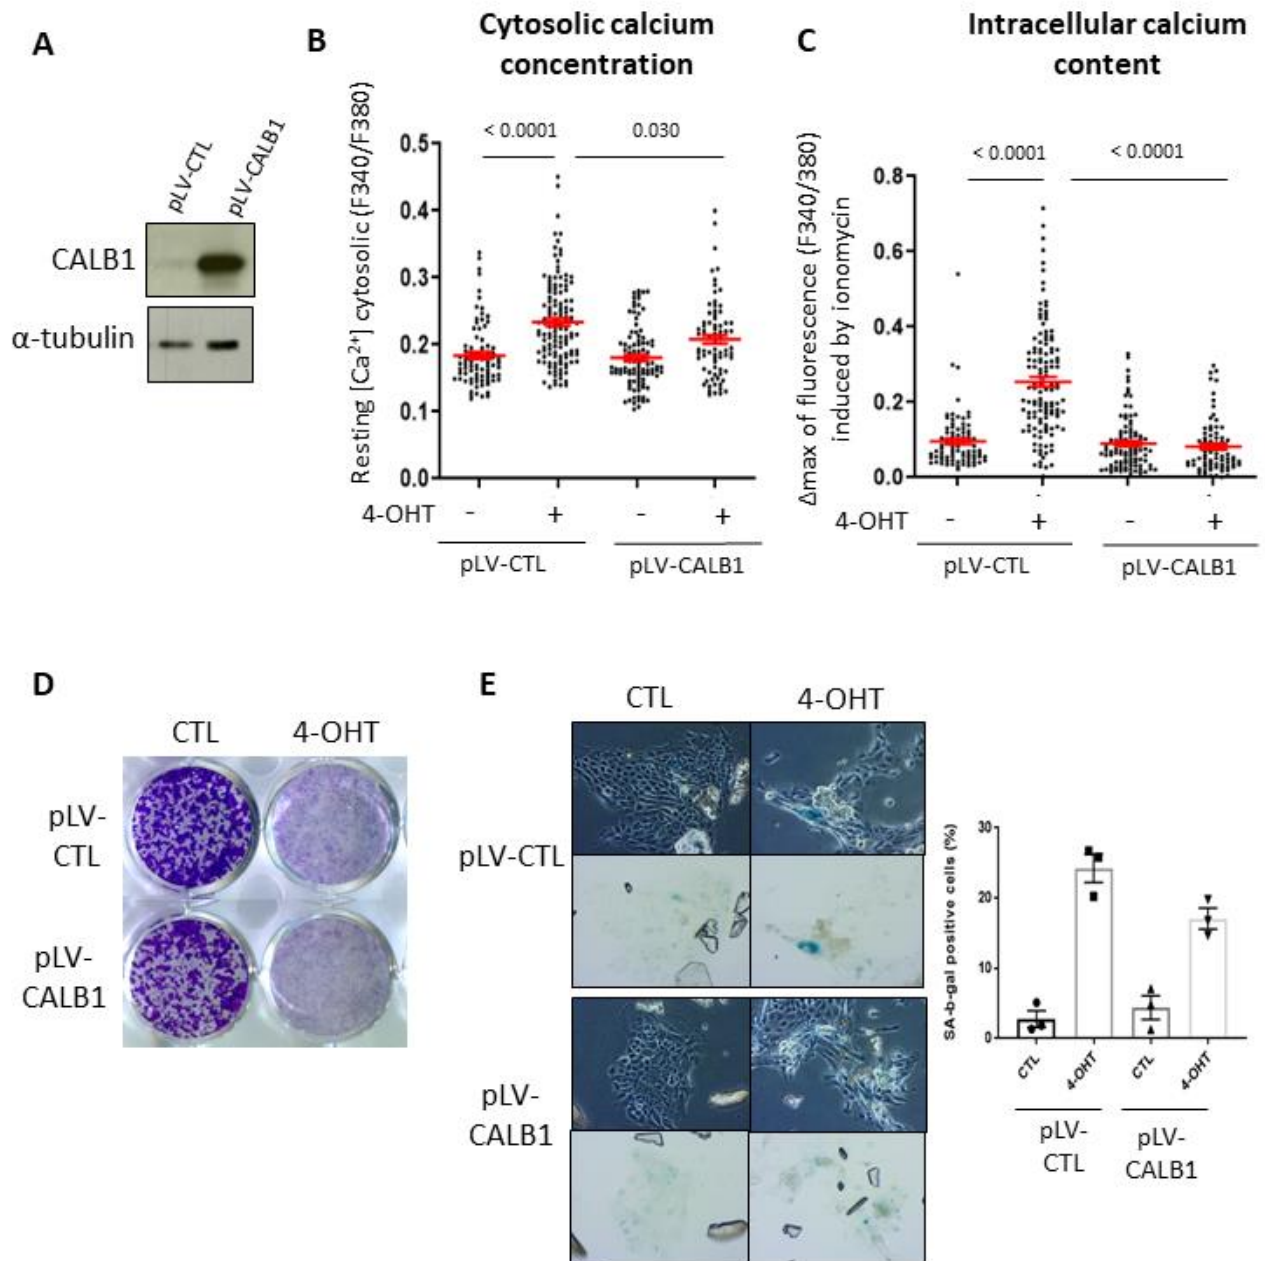 A
pLV-CTL
pLV-CALB1
CALB1
α-tubulin
B
Cytosolic calcium
concentration
Resting [Ca²⁺] cytosolic (F340/F380)
< 0.0001
0.030
0.5
0.4
0.3
0.2
0.1
0.0
4-OHT
-
+
-
+
pLV-CTL
pLV-CALB1
C
Intracellular calcium
content
Δmax of fluorescence (F340/380)
induced by ionomycin
< 0.0001
< 0.0001
0.8
0.6
0.4
0.2
0.0
4-OHT
-
+
-
+
pLV-CTL
pLV-CALB1
D
CTL
4-OHT
pLV-
CTL
pLV-
CALB1
E
CTL
4-OHT
pLV-CTL
pLV-
CALB1
SA-b-gal positive cells (%)
30
20
10
0
CTL
4-OHT
CTL
4-OHT
pLV-
CTL
pLV-
CALB1